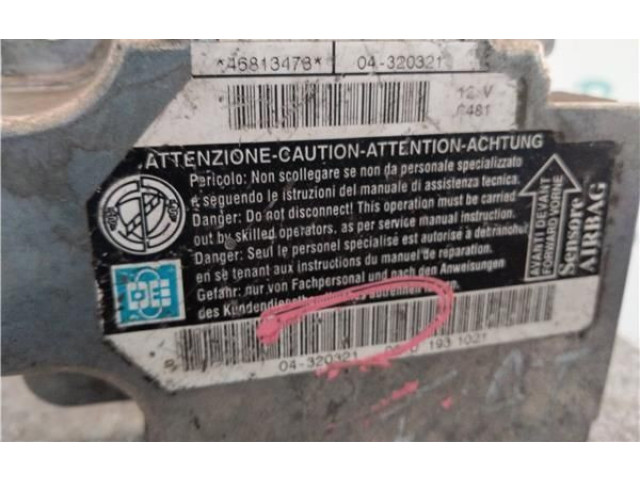 *46813478* 04-320321
12 V
0481
ATTENZIONE-CAUTION-ATTENTION-ACHTUNG
Pericolo: Non scollegare se non da personale specializzato
e seguendo le istruzioni del manuale di assistenza tecnica.
Danger: Do not disconnect! This operation must be carried
out by skilled operators, as per service manual instruction.
Danger: Seul le personel spécialisé est autorisé à détranchar
en se tenant aux instructions du manuel de réparation.
Gefahr: nur von Fachpersonal und nach den Anweisungen
des
AVANTI DEVANT
FORWARD VORNE
Sensore
AIRBAG
04-320321 193 1021